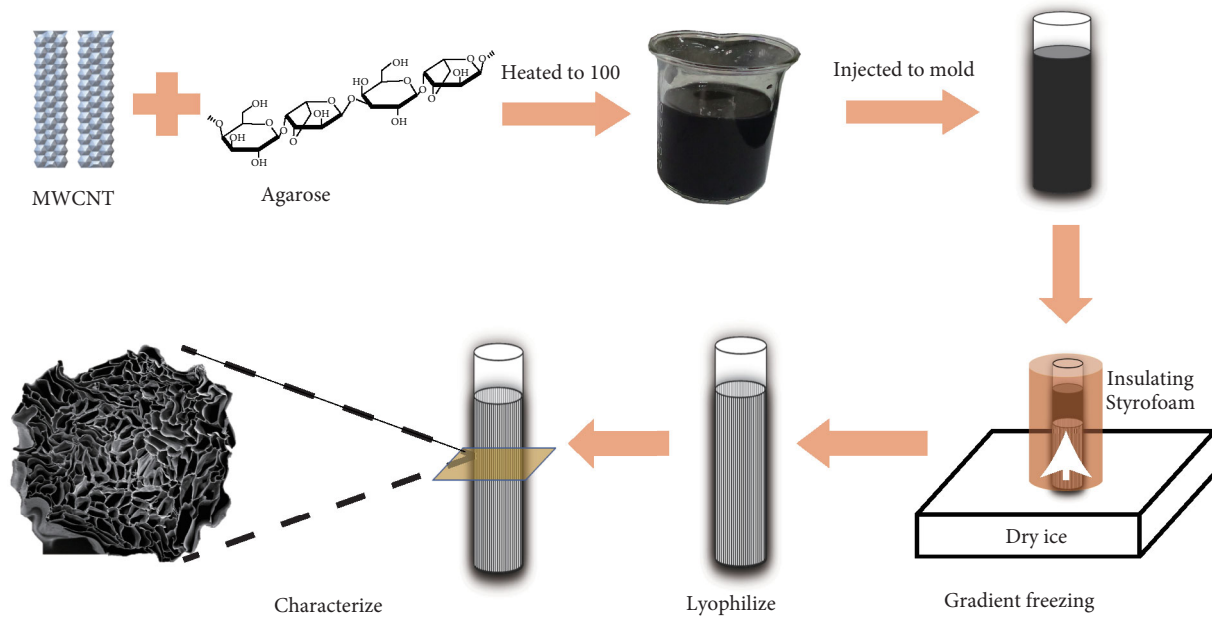 MWCNT
Agarose
OH
HO
O
O
OH
O
OH
O
O
O
OH
O
HO
OH
O
O
OH
O
O
OH
O
O
Heated to 100
Injected to mold
Insulating
Styrofoam
Dry ice
Gradient freezing
Lyophilize
Characterize